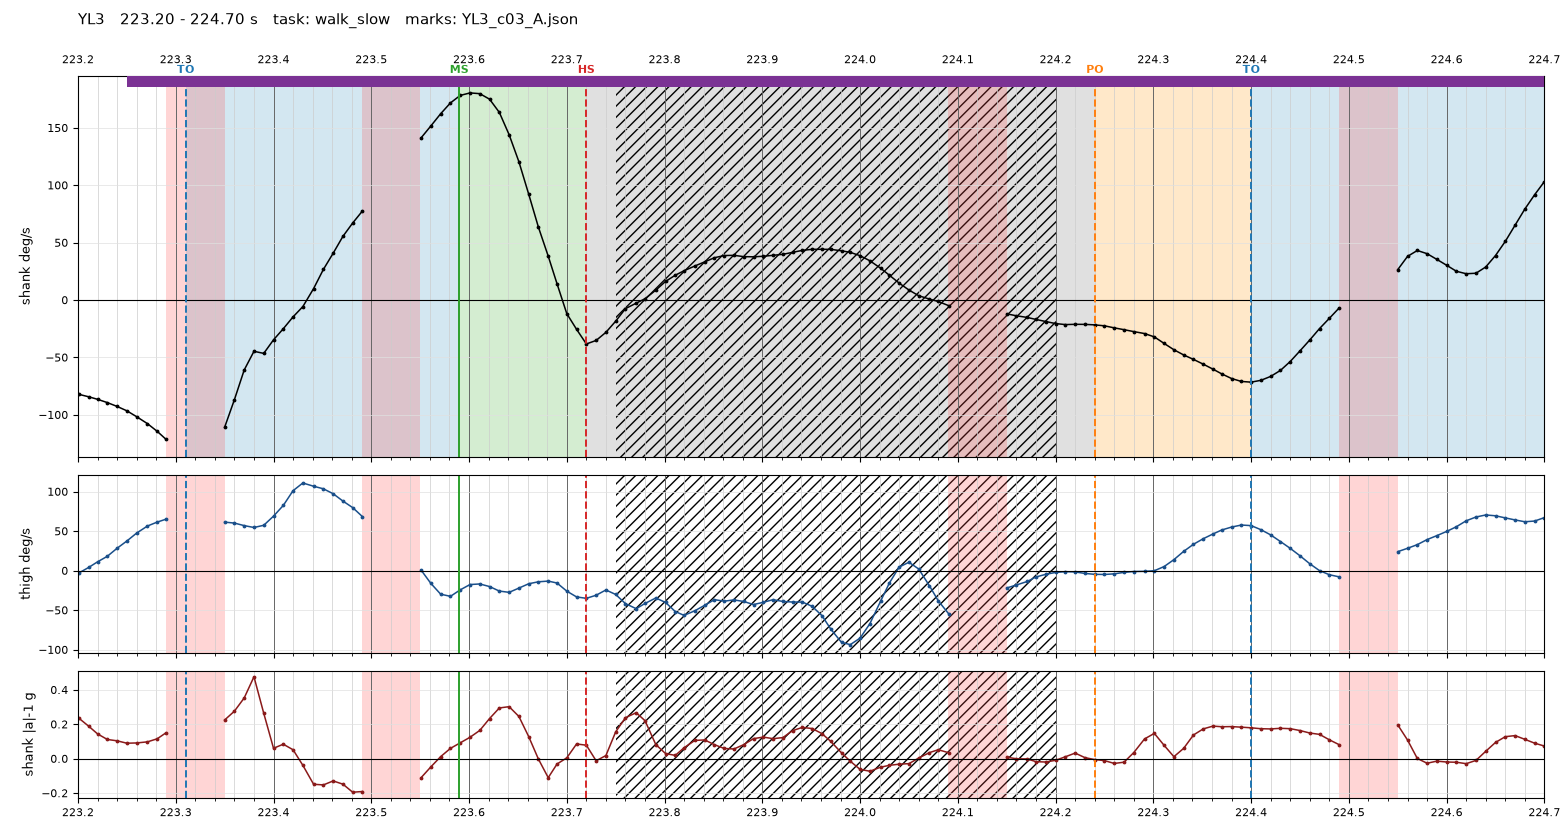 YL3   223.20 - 224.70 s   task: walk_slow   marks: YL3_c03_A.json
223.2 223.3 223.4 223.5 223.6 223.7 223.8 223.9 224.0 224.1 224.2 224.3 224.4 224.5 224.6 224.7
TO MS HS PO TO
shank deg/s
150
100
50
0
−50
−100
thigh deg/s
100
50
0
−50
−100
shank |a|-1 g
0.4
0.2
0.0
−0.2
223.2 223.3 223.4 223.5 223.6 223.7 223.8 223.9 224.0 224.1 224.2 224.3 224.4 224.5 224.6 224.7